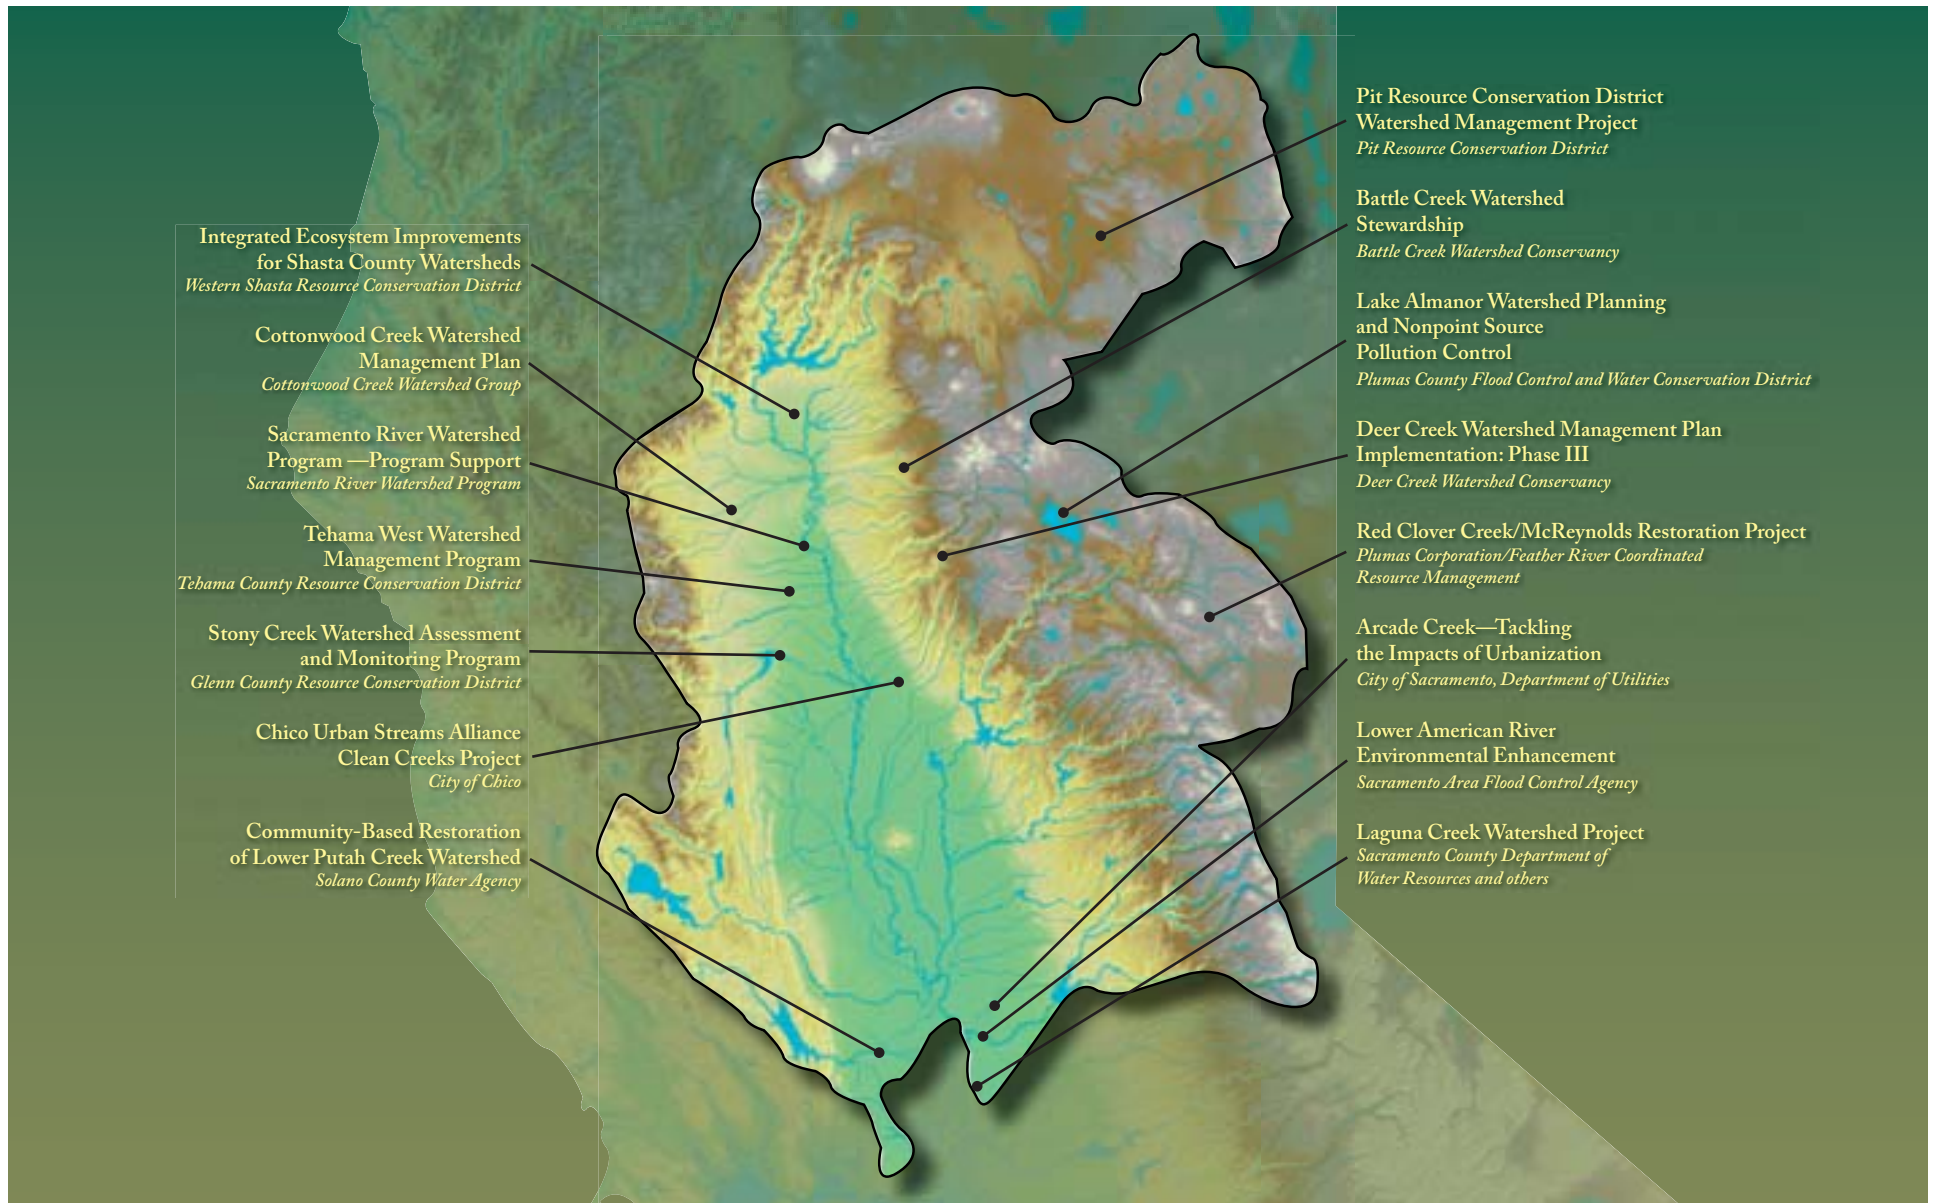 Integrated Ecosystem Improvements
for Shasta County Watersheds
Western Shasta Resource Conservation District
Cottonwood Creek Watershed
Management Plan
Cottonwood Creek Watershed Group
Sacramento River Watershed
Program —Program Support
Sacramento River Watershed Program
Tehama West Watershed
Management Program
Tehama County Resource Conservation District
Stony Creek Watershed Assessment
and Monitoring Program
Glenn County Resource Conservation District
Chico Urban Streams Alliance
Clean Creeks Project
City of Chico
Community-Based Restoration
of Lower Putah Creek Watershed
Solano County Water Agency
Pit Resource Conservation District
Watershed Management Project
Pit Resource Conservation District
Battle Creek Watershed
Stewardship
Battle Creek Watershed Conservancy
Lake Almanor Watershed Planning
and Nonpoint Source
Pollution Control
Plumas County Flood Control and Water Conservation District
Deer Creek Watershed Management Plan
Implementation: Phase III
Deer Creek Watershed Conservancy
Red Clover Creek/McReynolds Restoration Project
Plumas Corporation/Feather River Coordinated
Resource Management
Arcade Creek—Tackling
the Impacts of Urbanization
City of Sacramento, Department of Utilities
Lower American River
Environmental Enhancement
Sacramento Area Flood Control Agency
Laguna Creek Watershed Project
Sacramento County Department of
Water Resources and others